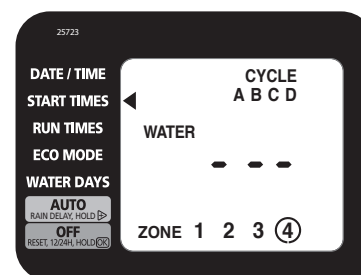 25723
DATE / TIME
START TIMES
RUN TIMES
ECO MODE
WATER DAYS
AUTO
RAIN DELAY, HOLD
OFF
RESET, 12/24H, HOLD OK
CYCLE
A B C D
WATER
- - -
ZONE 1 2 3 4